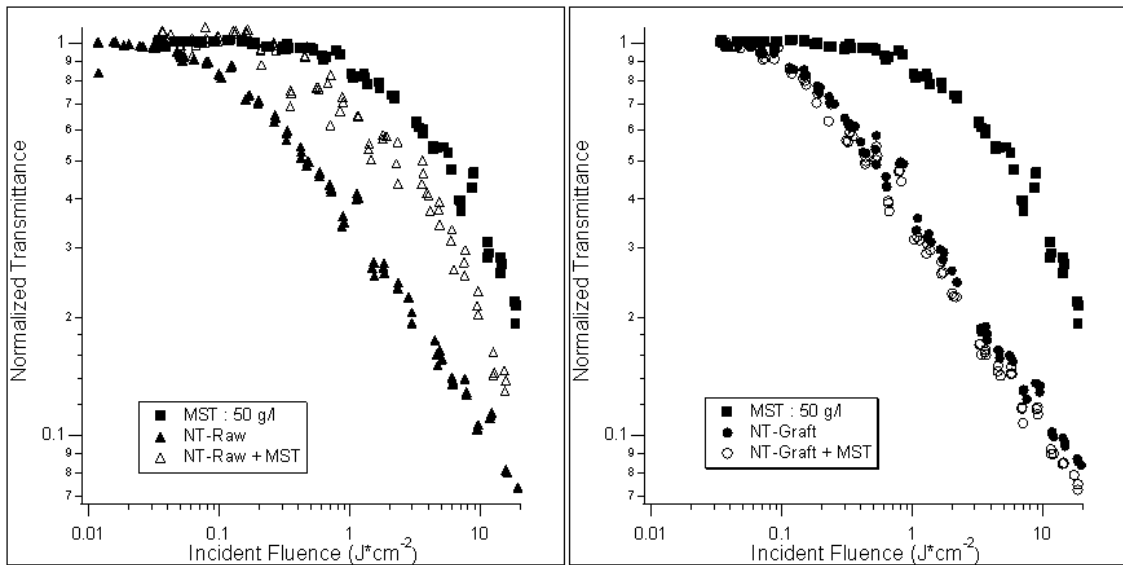 Normalized Transmittance
1
9
8
7
6
5
4
3
2
0.1
9
8
7
MST : 50 g/l
NT-Raw
NT-Raw + MST
0.01 0.1 1 10
Incident Fluence (J*cm-2)
Normalized Transmittance
1
9
8
7
6
5
4
3
2
0.1
9
8
7
MST : 50 g/l
NT-Graft
NT-Graft + MST
0.01 0.1 1 10
Incident Fluence (J*cm-2)